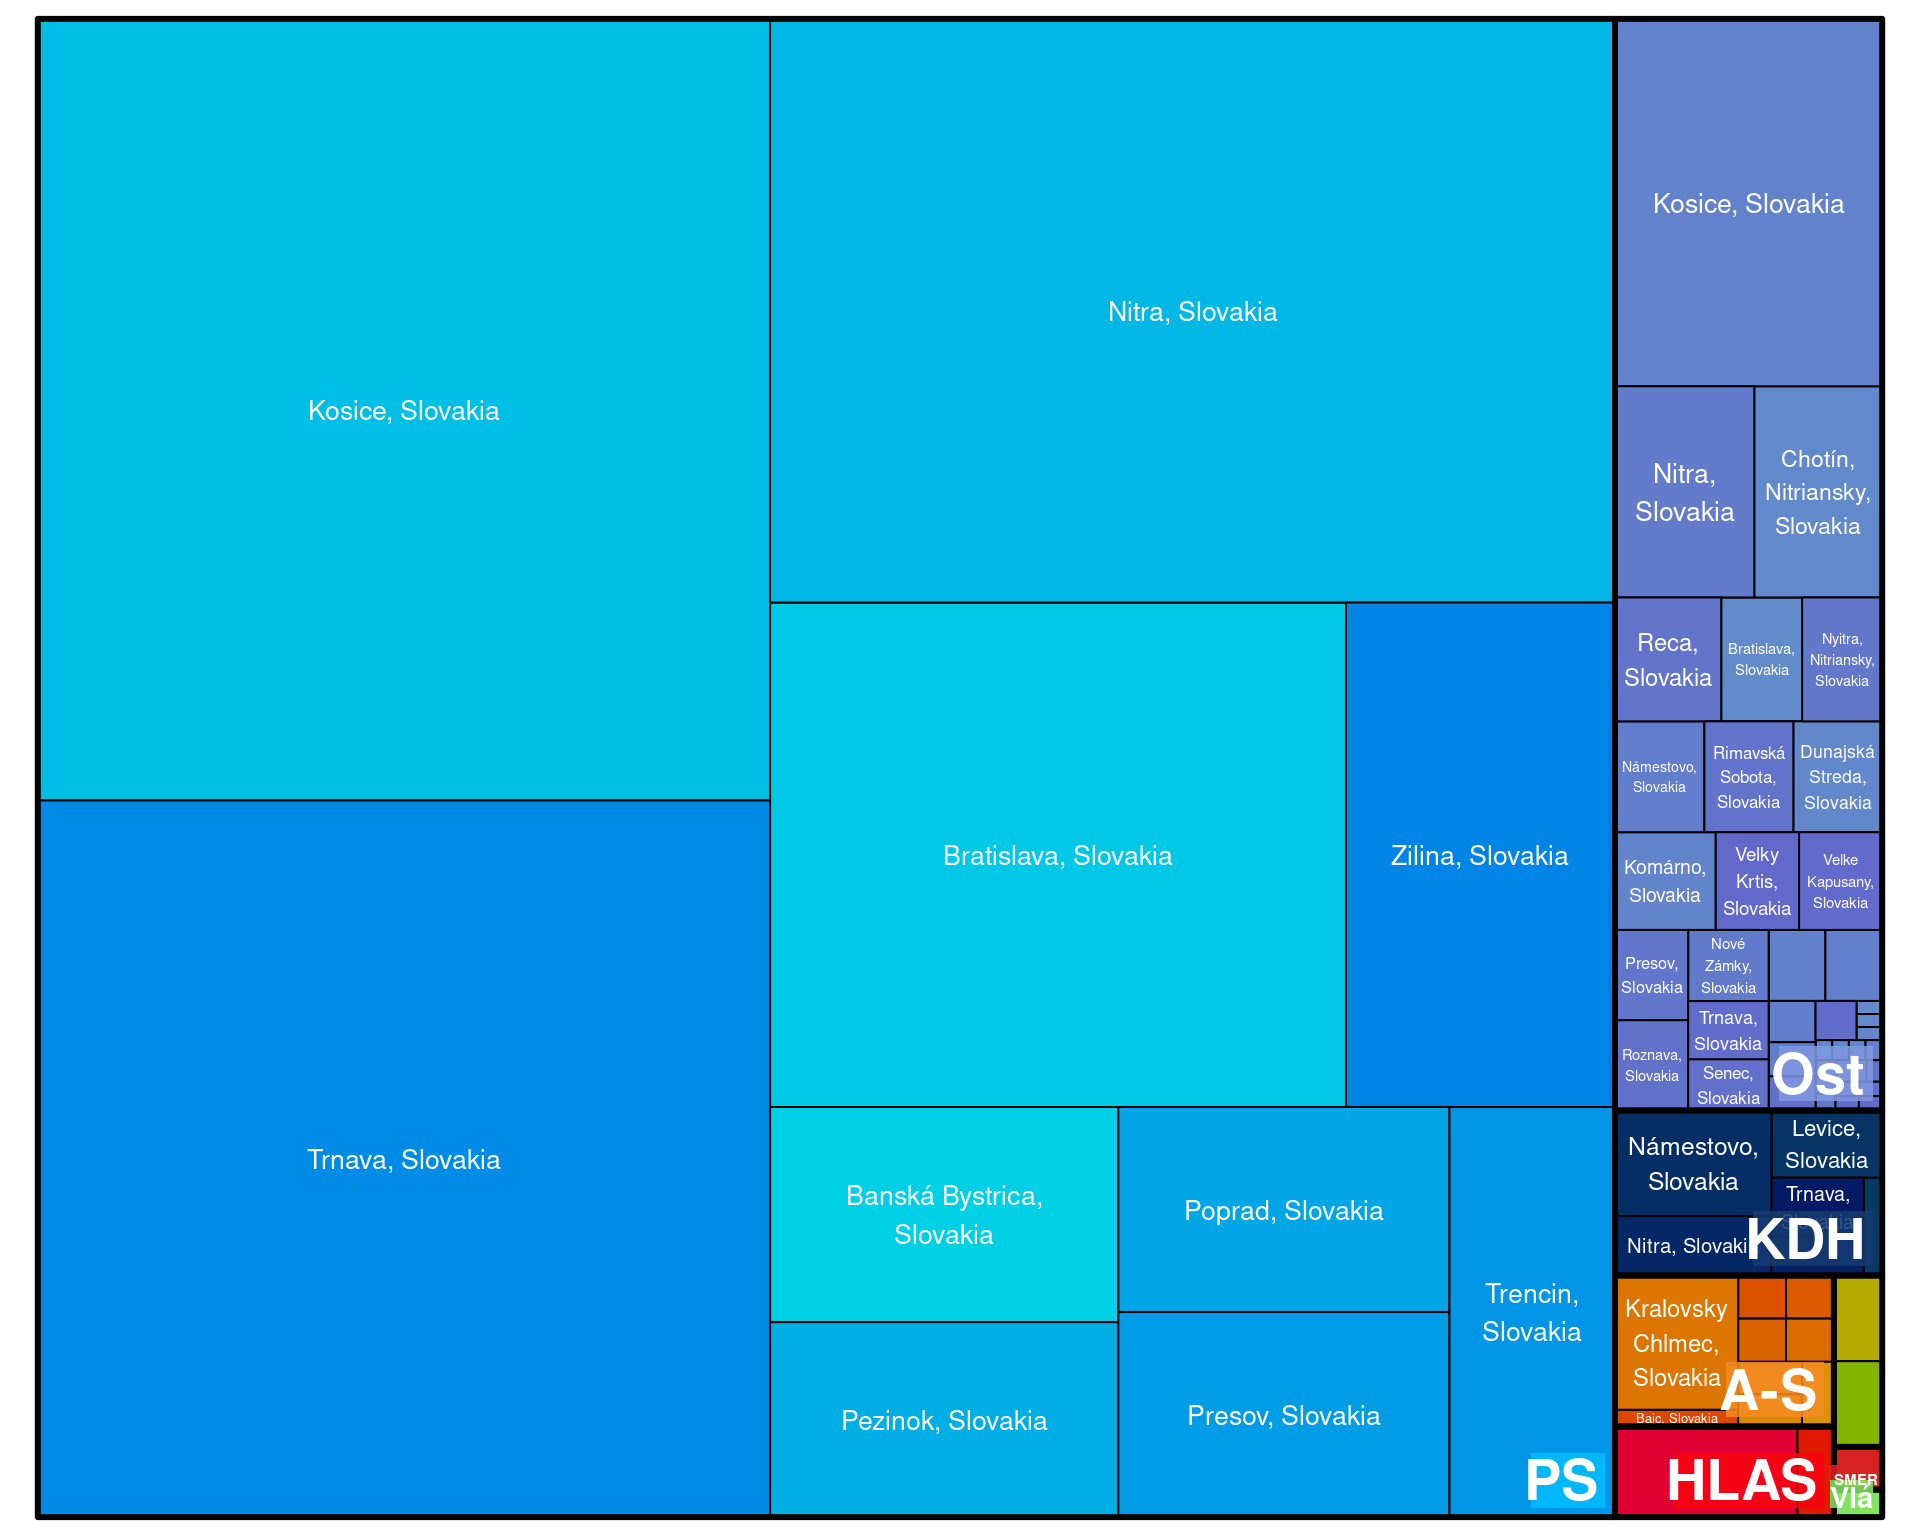 Kosice, Slovakia
Trnava, Slovakia
Nitra, Slovakia
Bratislava, Slovakia
Zilina, Slovakia
Banská Bystrica,
Slovakia
Pezinok, Slovakia
Poprad, Slovakia
Presov, Slovakia
Trencin,
Slovakia
PS
Kosice, Slovakia
Nitra,
Slovakia
Chotín,
Nitriansky,
Slovakia
Reca,
Slovakia
Bratislava,
Slovakia
Nyitra,
Nitriansky,
Slovakia
Námestovo,
Slovakia
Rimavská
Sobota,
Slovakia
Dunajská
Streda,
Slovakia
Komárno,
Slovakia
Velky
Krtis,
Slovakia
Velke
Kapusany,
Slovakia
Presov,
Slovakia
Roznava,
Slovakia
Nové
Zámky,
Slovakia
Trnava,
Slovakia
Senec,
Slovakia
Ost
Námestovo,
Slovakia
Levice,
Slovakia
Trnava,
Slovakia
Nitra, Slovaki
KDH
Kralovsky
Chlmec,
Slovakia
Bajc, Slovakia
A-S
HLAS
SMER
Vlá